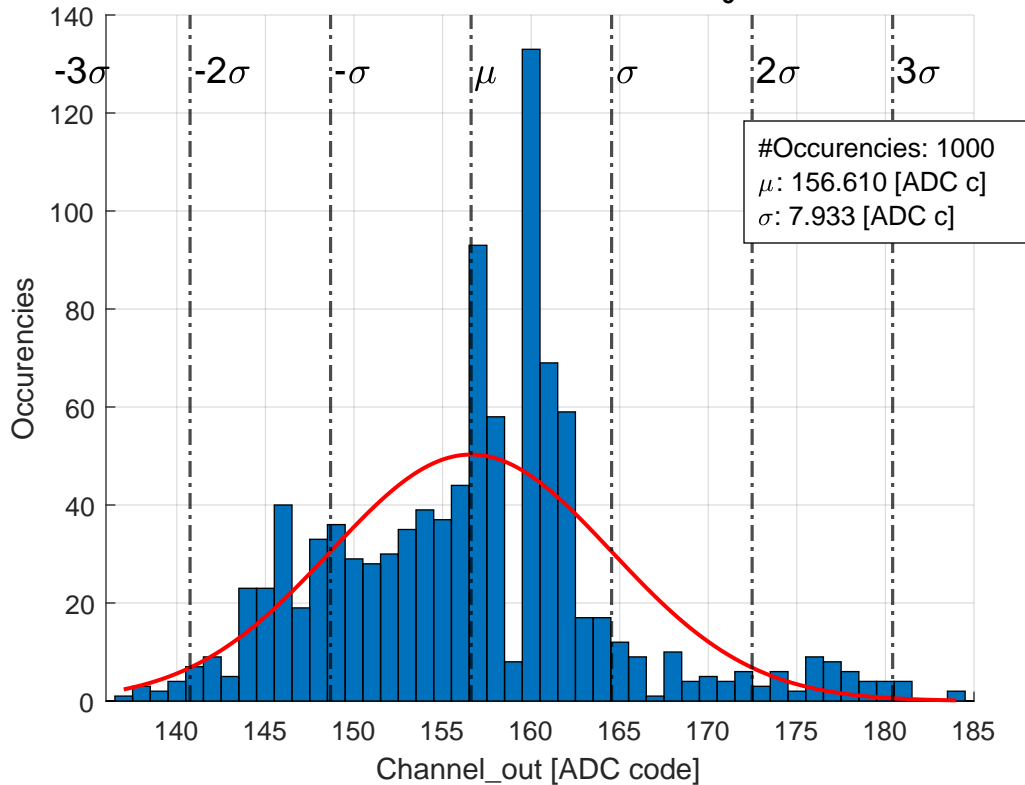 140
120
100
80
60
40
20
0
-3σ -2σ -σ μ σ 2σ 3σ
#Occurencies: 1000
μ: 156.610 [ADC c]
σ: 7.933 [ADC c]
Occurencies
140 145 150 155 160 165 170 175 180 185
Channel_out [ADC code]